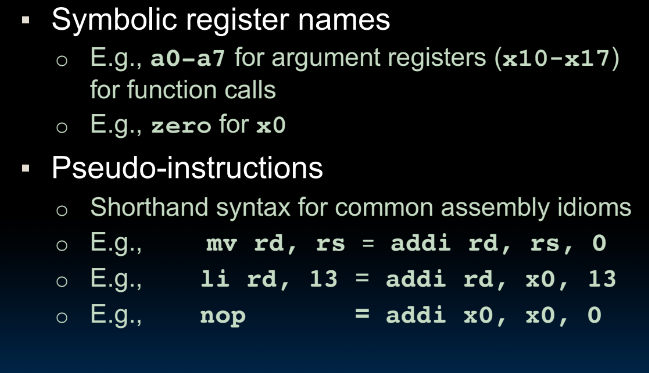 ▪ Symbolic register names
o E.g., a0–a7 for argument registers (x10-x17)
for function calls
o E.g., zero for x0
▪ Pseudo-instructions
o Shorthand syntax for common assembly idioms
o E.g., mv rd, rs = addi rd, rs, 0
o E.g., li rd, 13 = addi rd, x0, 13
o E.g., nop = addi x0, x0, 0